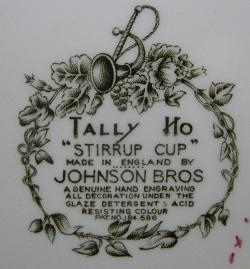 TALLY HO
"STIRRUP CUP"
MADE IN ENGLAND BY
JOHNSON BROS
A GENUINE HAND ENGRAVING
ALL DECORATION UNDER THE
GLAZE DETERGENT & ACID
RESISTING COLOUR
PAT. NO. 184.586